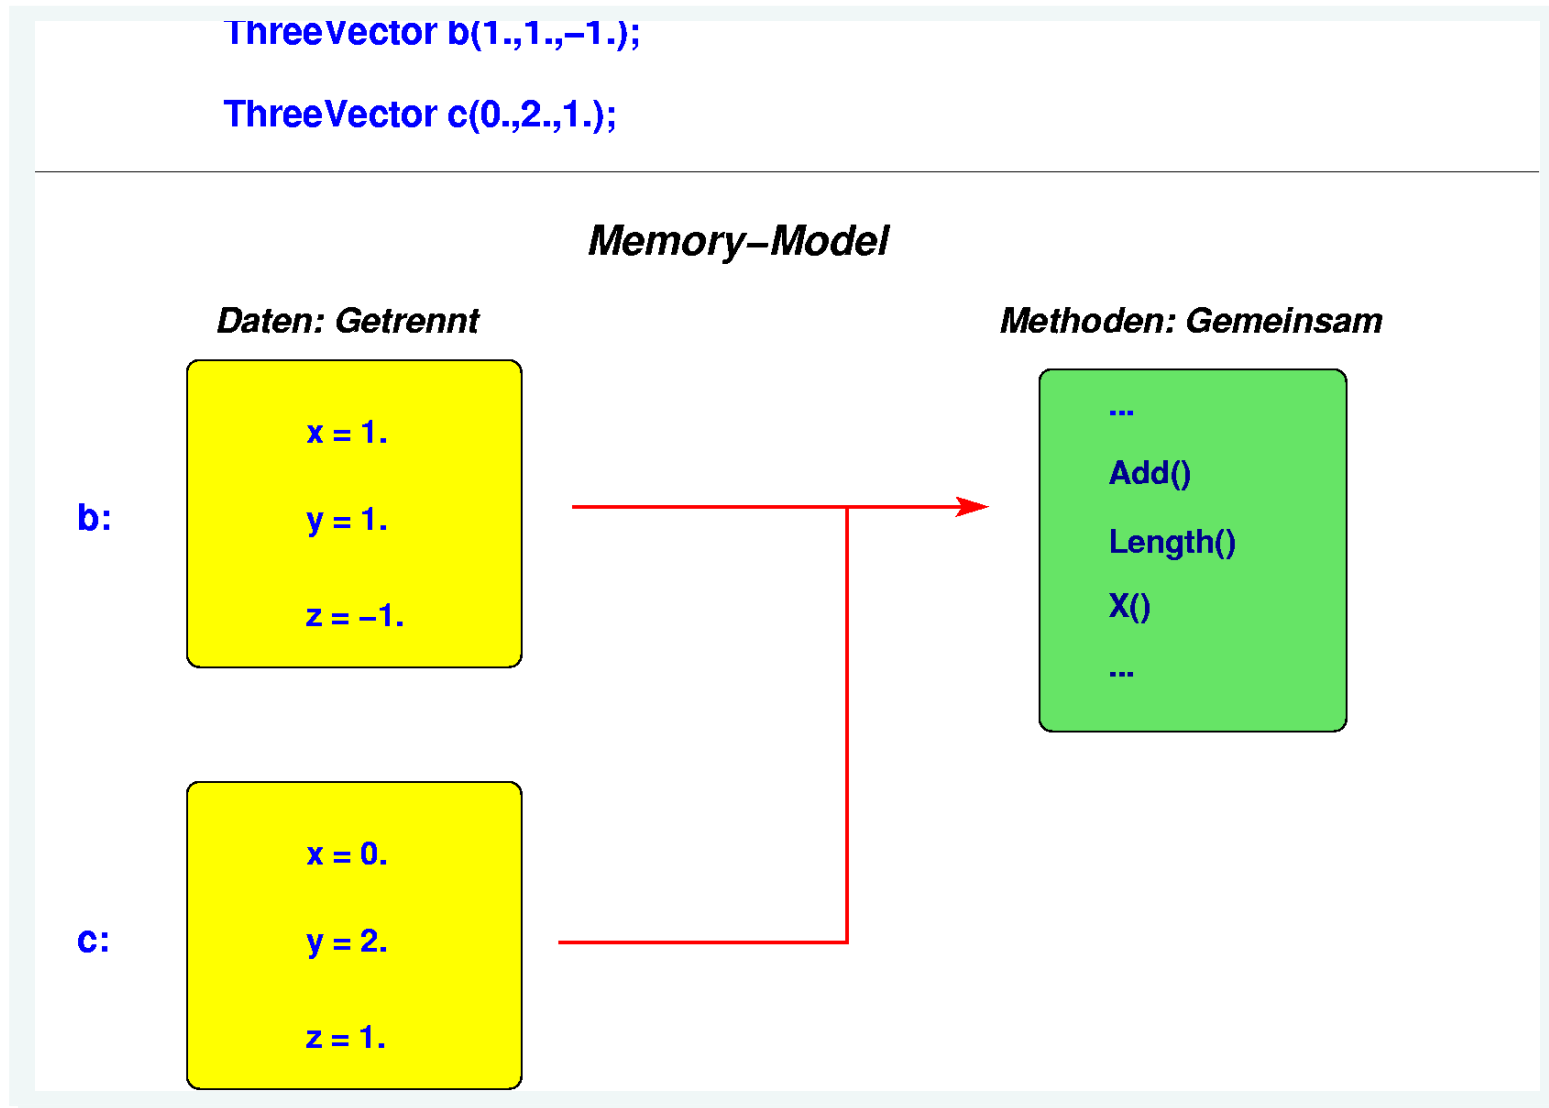 ThreeVector b(1.,1.,−1.);
ThreeVector c(0.,2.,1.);
Memory−Model
Daten: Getrennt
Methoden: Gemeinsam
b:
x = 1.
y = 1.
z = −1.
...
Add()
Length()
X()
...
c:
x = 0.
y = 2.
z = 1.